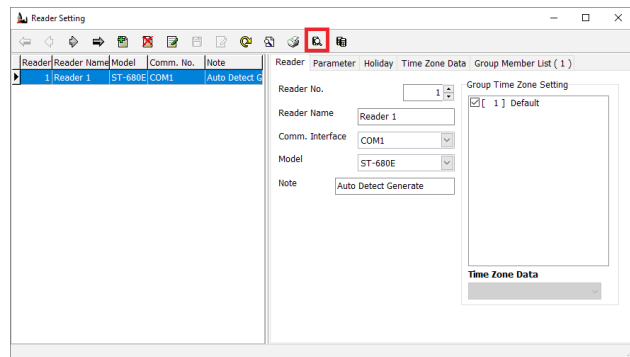 Reader Setting
Reader Reader Name Model Comm. No. Note
1 Reader 1 ST-680E COM1 Auto Detect G
Reader Parameter Holiday Time Zone Data Group Member List ( 1 )
Reader No. 1
Reader Name Reader 1
Comm. Interface COM1
Model ST-680E
Note Auto Detect Generate
Group Time Zone Setting
[ 1 ] Default
Time Zone Data